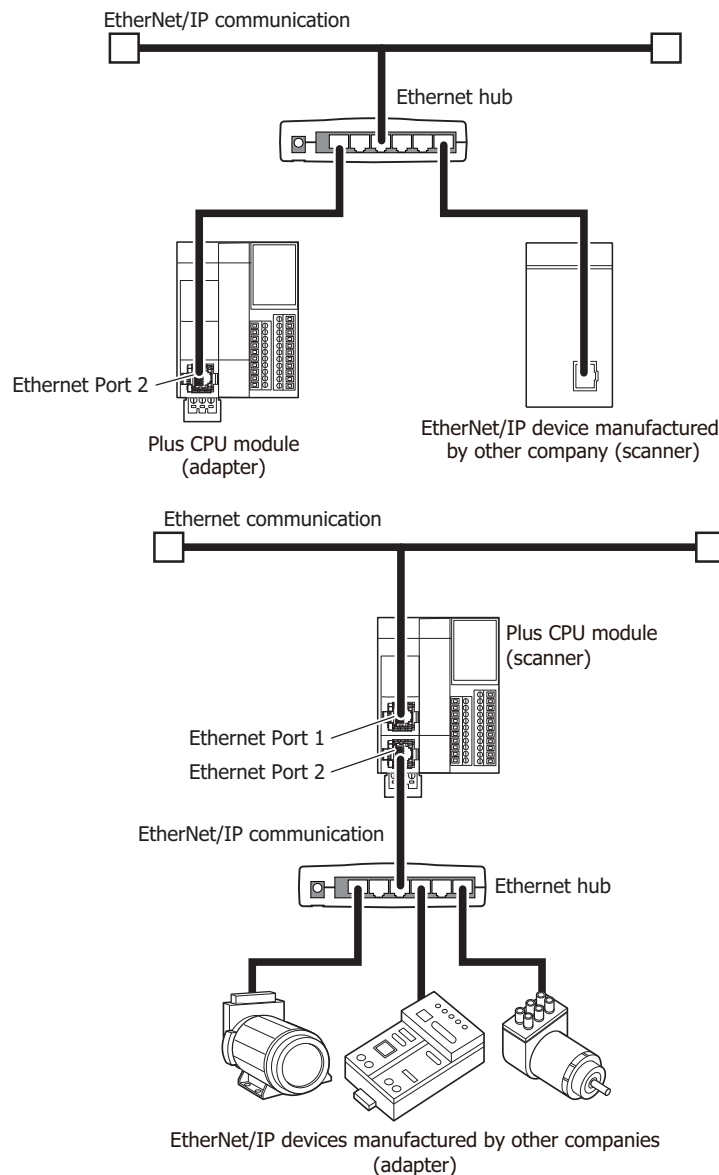 EtherNet/IP communication
Ethernet hub
Ethernet Port 2
Plus CPU module
(adapter)
EtherNet/IP device manufactured
by other company (scanner)
Ethernet communication
Plus CPU module
(scanner)
Ethernet Port 1
Ethernet Port 2
EtherNet/IP communication
Ethernet hub
EtherNet/IP devices manufactured by other companies
(adapter)